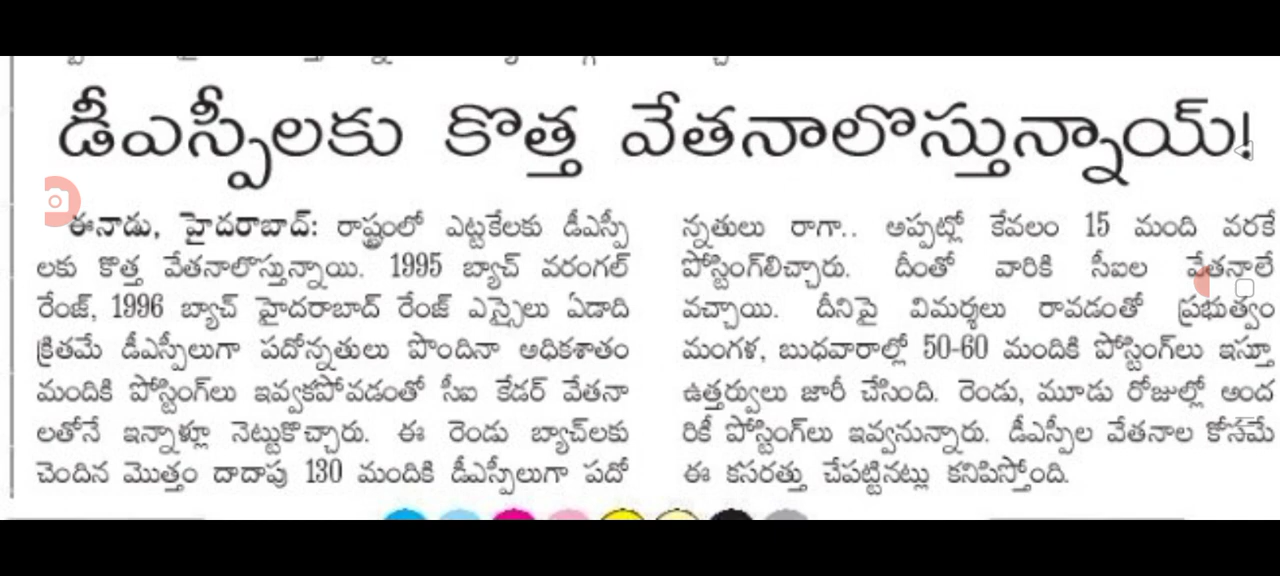 డీఎస్పీలకు కొత్త వేతనాలొస్తున్నాయ్!
ఈనాడు, హైదరాబాద్: రాష్ట్రంలో ఎట్టకేలకు డీఎస్పీ
లకు కొత్త వేతనాలొస్తున్నాయి. 1995 బ్యాచ్ వరంగల్
రేంజ్, 1996 బ్యాచ్ హైదరాబాద్ రేంజ్ ఎస్సైలు ఏడాది
క్రితమే డీఎస్పీలుగా పదోన్నతులు పొందినా అధికశాతం
మందికి పోస్టింగ్‌లు ఇవ్వకపోవడంతో సీఐ కేడర్ వేతనా
లతోనే ఇన్నాళ్లూ నెట్టుకొచ్చారు. ఈ రెండు బ్యాచ్‌లకు
చెందిన మొత్తం దాదాపు 130 మందికి డీఎస్పీలుగా పదో
న్నతులు రాగా.. అప్పట్లో కేవలం 15 మంది వరకే
పోస్టింగ్‌లిచ్చారు. దీంతో వారికి సీఐల వేతనాలే
వచ్చాయి. దీనిపై విమర్శలు రావడంతో ప్రభుత్వం
మంగళ, బుధవారాల్లో 50-60 మందికి పోస్టింగ్‌లు ఇస్తూ
ఉత్తర్వులు జారీ చేసింది. రెండు, మూడు రోజుల్లో అంద
రికీ పోస్టింగ్‌లు ఇవ్వనున్నారు. డీఎస్పీల వేతనాల కోసమే
ఈ కసరత్తు చేపట్టినట్లు కనిపిస్తోంది.